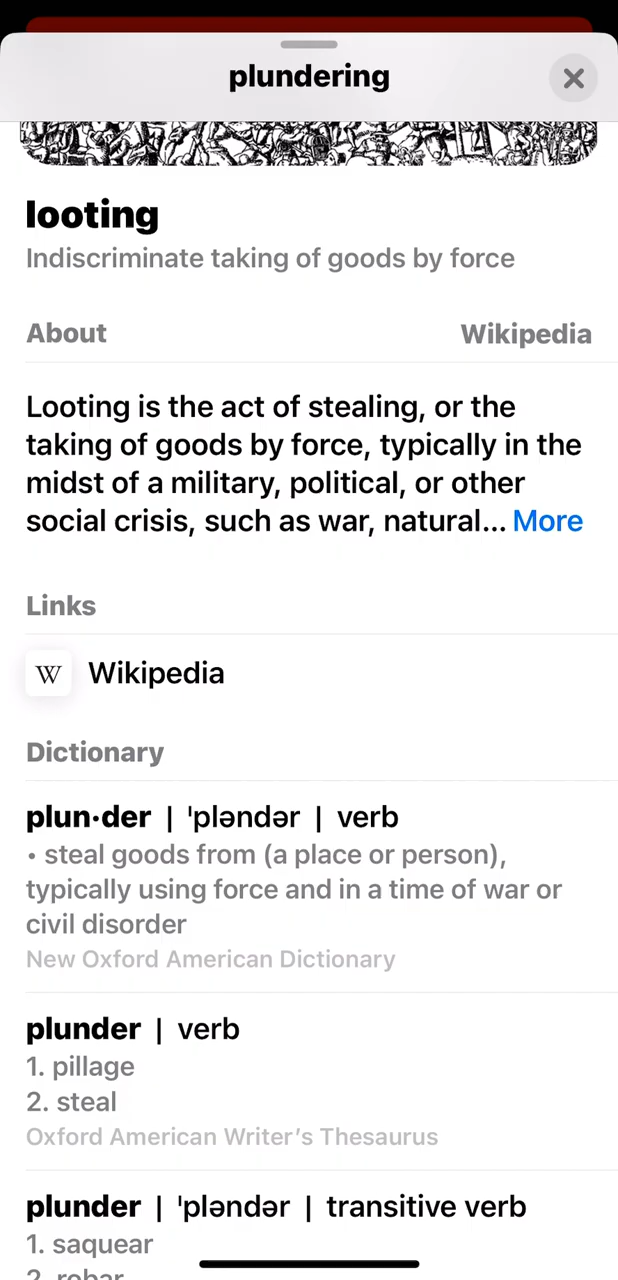 plundering
looting
Indiscriminate taking of goods by force
About
Wikipedia
Looting is the act of stealing, or the
taking of goods by force, typically in the
midst of a military, political, or other
social crisis, such as war, natural... More
Links
W Wikipedia
Dictionary
plun·der | ˈpləndər | verb
• steal goods from (a place or person),
typically using force and in a time of war or
civil disorder
New Oxford American Dictionary
plunder | verb
1. pillage
2. steal
Oxford American Writer’s Thesaurus
plunder | ˈpləndər | transitive verb
1. saquear
2. robar